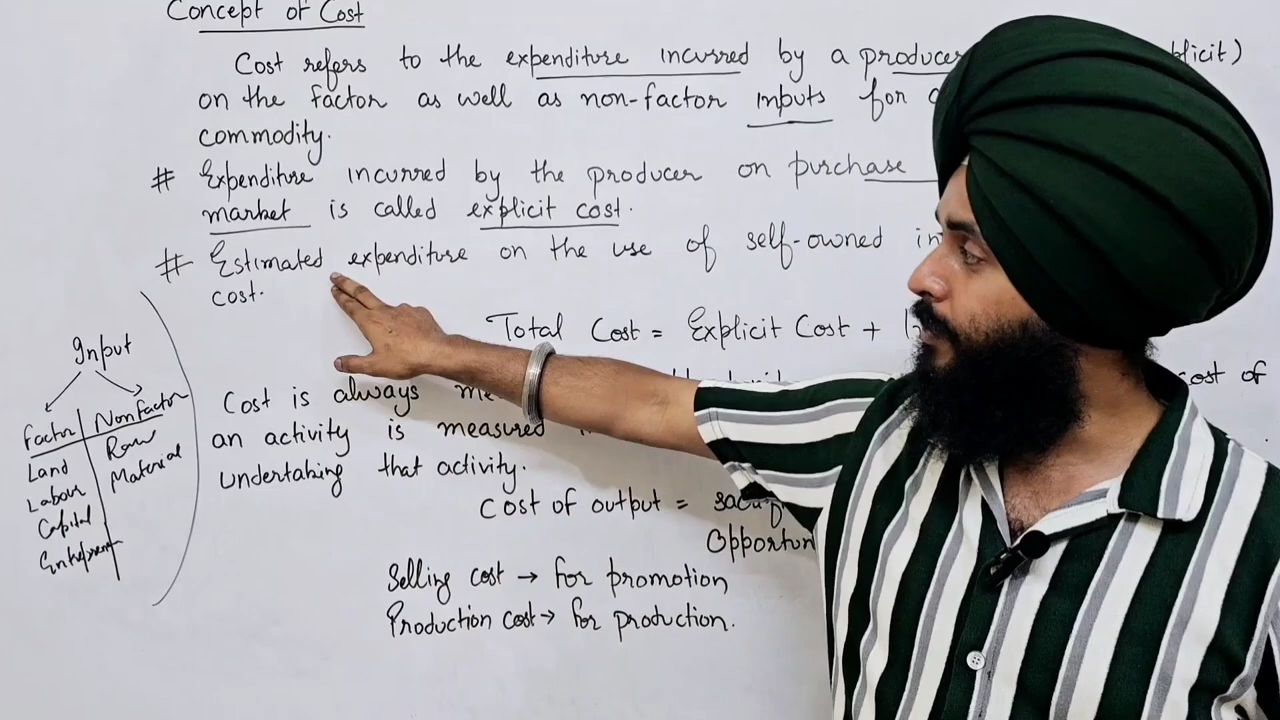 Concept of Cost
Cost refers to the expenditure incurred by a producer
on the factor as well as non-factor inputs for
commodity.
# Expenditure incurred by the producer on purchase
market is called explicit cost.
# Estimated expenditure on the use of self-owned
cost.
Total Cost = Explicit Cost +
Input
Factor Non factor
Land Raw
Labour Material
Capital
Cost is always
cost of
an activity is measured
undertaking that activity.
Cost of output =
Selling cost → for promotion
Production cost → for production.